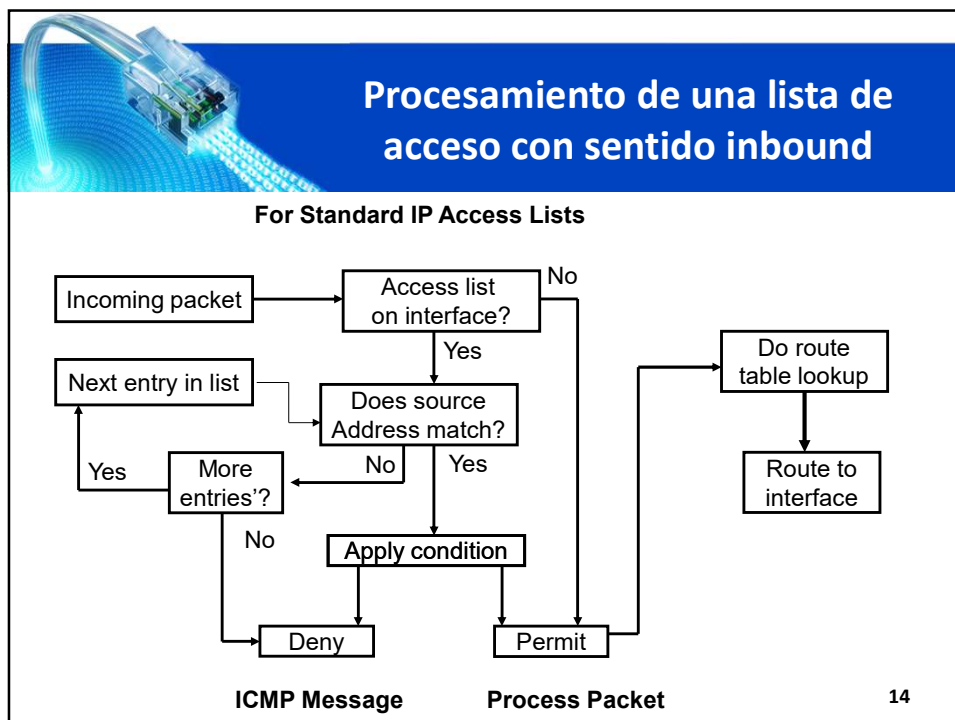 Procesamiento de una lista de
acceso con sentido inbound
For Standard IP Access Lists
Incoming packet
Access list
on interface?
No
Yes
Next entry in list
Does source
Address match?
Do route
table lookup
Yes
More
entries’?
No
Yes
Route to
interface
No
Apply condition
Deny
Permit
ICMP Message
Process Packet
14